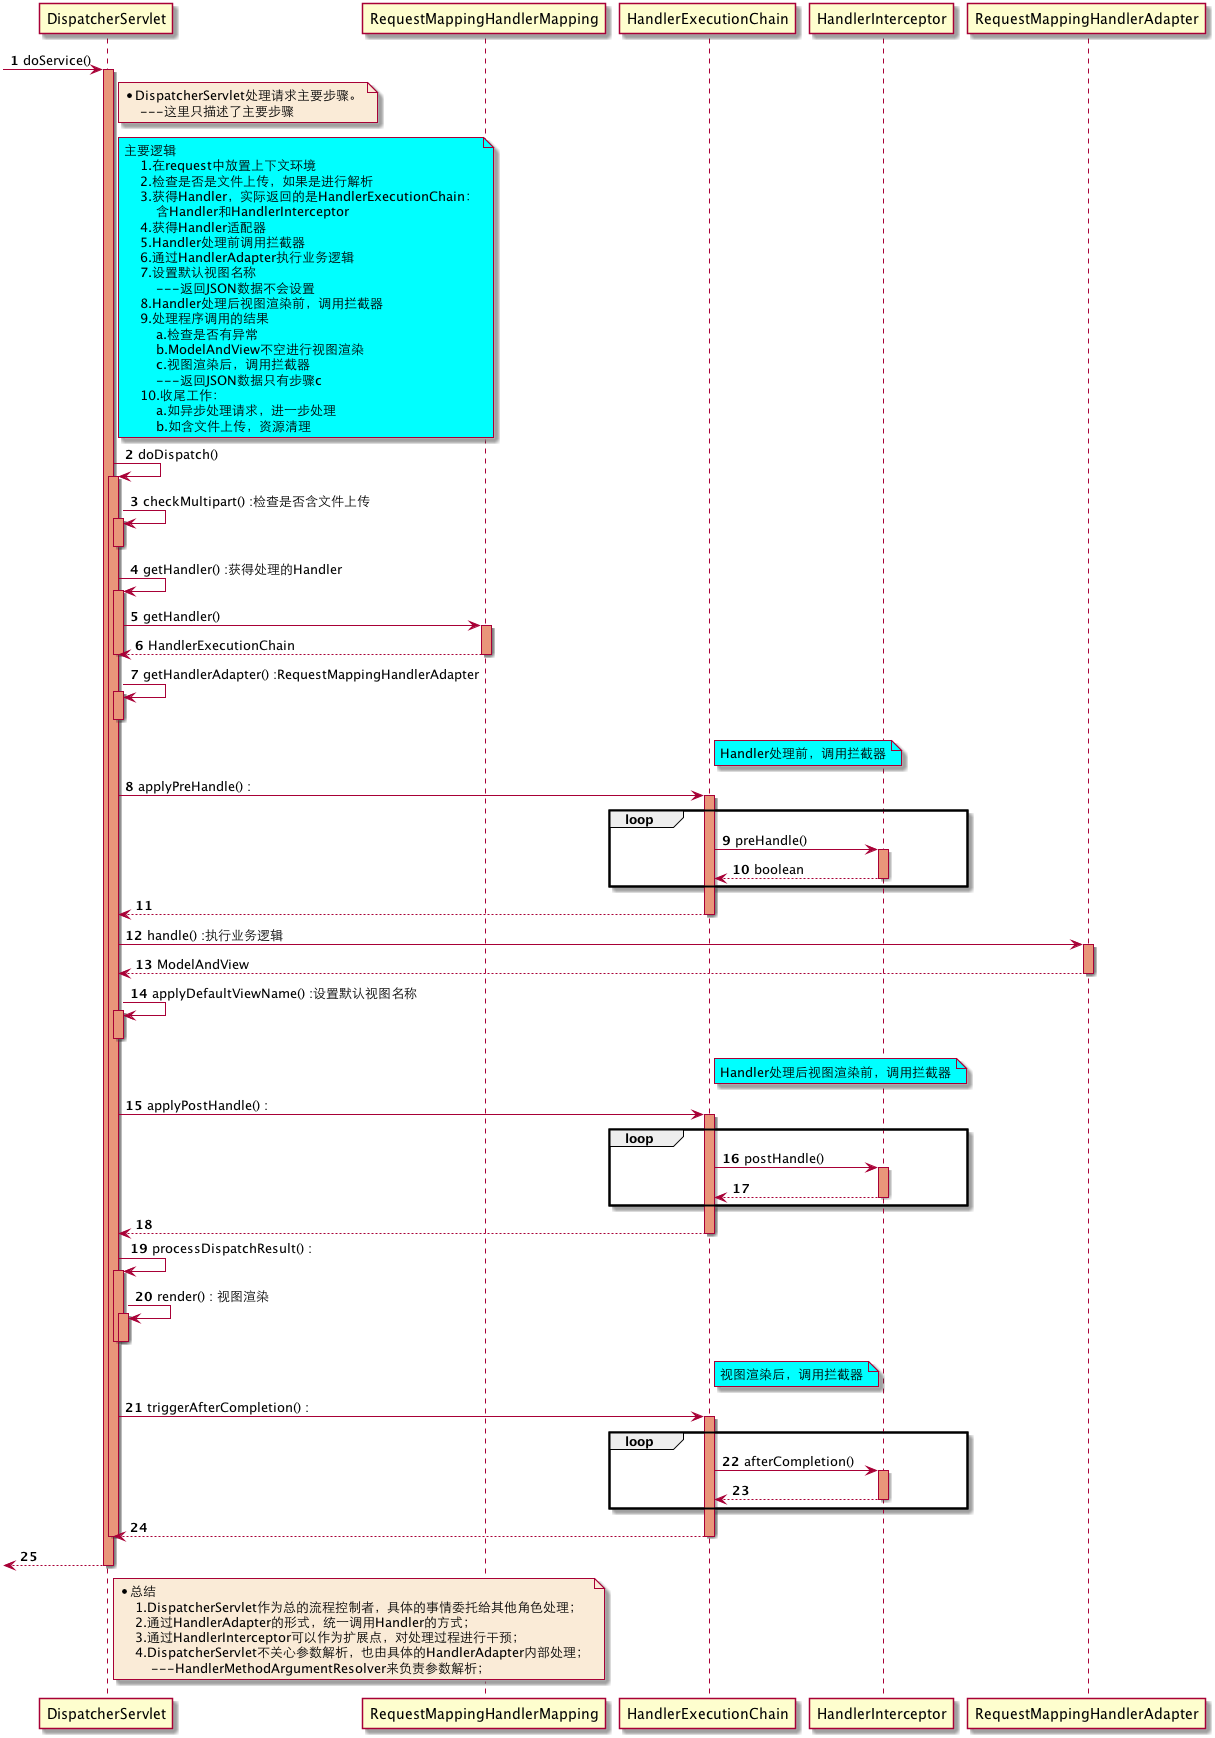 DispatcherServlet
RequestMappingHandlerMapping
HandlerExecutionChain
HandlerInterceptor
RequestMappingHandlerAdapter
1 doService()
•DispatcherServlet处理请求主要步骤。
---这里只描述了主要步骤
主要逻辑
1.在request中放置上下文环境
2.检查是否是文件上传，如果是进行解析
3.获得Handler，实际返回的是HandlerExecutionChain：
含Handler和HandlerInterceptor
4.获得Handler适配器
5.Handler处理前调用拦截器
6.通过HandlerAdapter执行业务逻辑
7.设置默认视图名称
---返回JSON数据不会设置
8.Handler处理后视图渲染前，调用拦截器
9.处理程序调用的结果
a.检查是否有异常
b.ModelAndView不空进行视图渲染
c.视图渲染后，调用拦截器
---返回JSON数据只有步骤c
10.收尾工作：
a.如异步处理请求，进一步处理
b.如含文件上传，资源清理
2 doDispatch()
3 checkMultipart() :检查是否含文件上传
4 getHandler() :获得处理的Handler
5 getHandler()
6 HandlerExecutionChain
7 getHandlerAdapter() :RequestMappingHandlerAdapter
Handler处理前，调用拦截器
8 applyPreHandle() :
loop
9 preHandle()
10 boolean
11
12 handle() :执行业务逻辑
13 ModelAndView
14 applyDefaultViewName() :设置默认视图名称
Handler处理后视图渲染前，调用拦截器
15 applyPostHandle() :
loop
16 postHandle()
17
18
19 processDispatchResult() :
20 render() : 视图渲染
视图渲染后，调用拦截器
21 triggerAfterCompletion() :
loop
22 afterCompletion()
23
24
25
•总结
1.DispatcherServlet作为总的流程控制者，具体的事情委托给其他角色处理；
2.通过HandlerAdapter的形式，统一调用Handler的方式；
3.通过HandlerInterceptor可以作为扩展点，对处理过程进行干预；
4.DispatcherServlet不关心参数解析，也由具体的HandlerAdapter内部处理；
---HandlerMethodArgumentResolver来负责参数解析；
DispatcherServlet
RequestMappingHandlerMapping
HandlerExecutionChain
HandlerInterceptor
RequestMappingHandlerAdapter